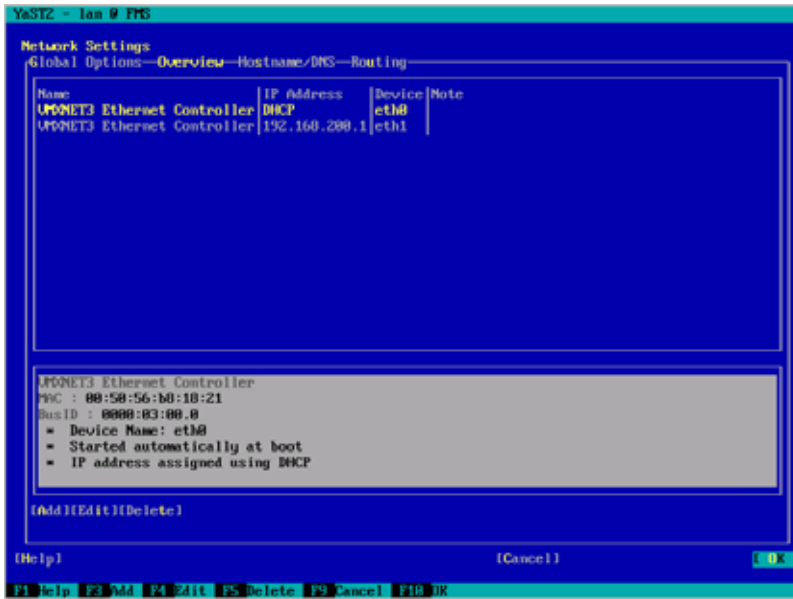 YaST2 - lan @ FMS
Network Settings
Global Options—Overview—Hostname/DNS—Routing
Name |IP Address |Device|Note
VMXNET3 Ethernet Controller|DHCP |eth0
VMXNET3 Ethernet Controller|192.168.200.1|eth1
VMXNET3 Ethernet Controller
MAC : 00:50:56:b8:18:21
BusID : 0000:03:00.0
* Device Name: eth0
* Started automatically at boot
* IP address assigned using DHCP
[Add][Edit][Delete]
[Help] [Cancel] [ OK
F1 Help F3 Add F4 Edit F5 Delete F9 Cancel F10 OK